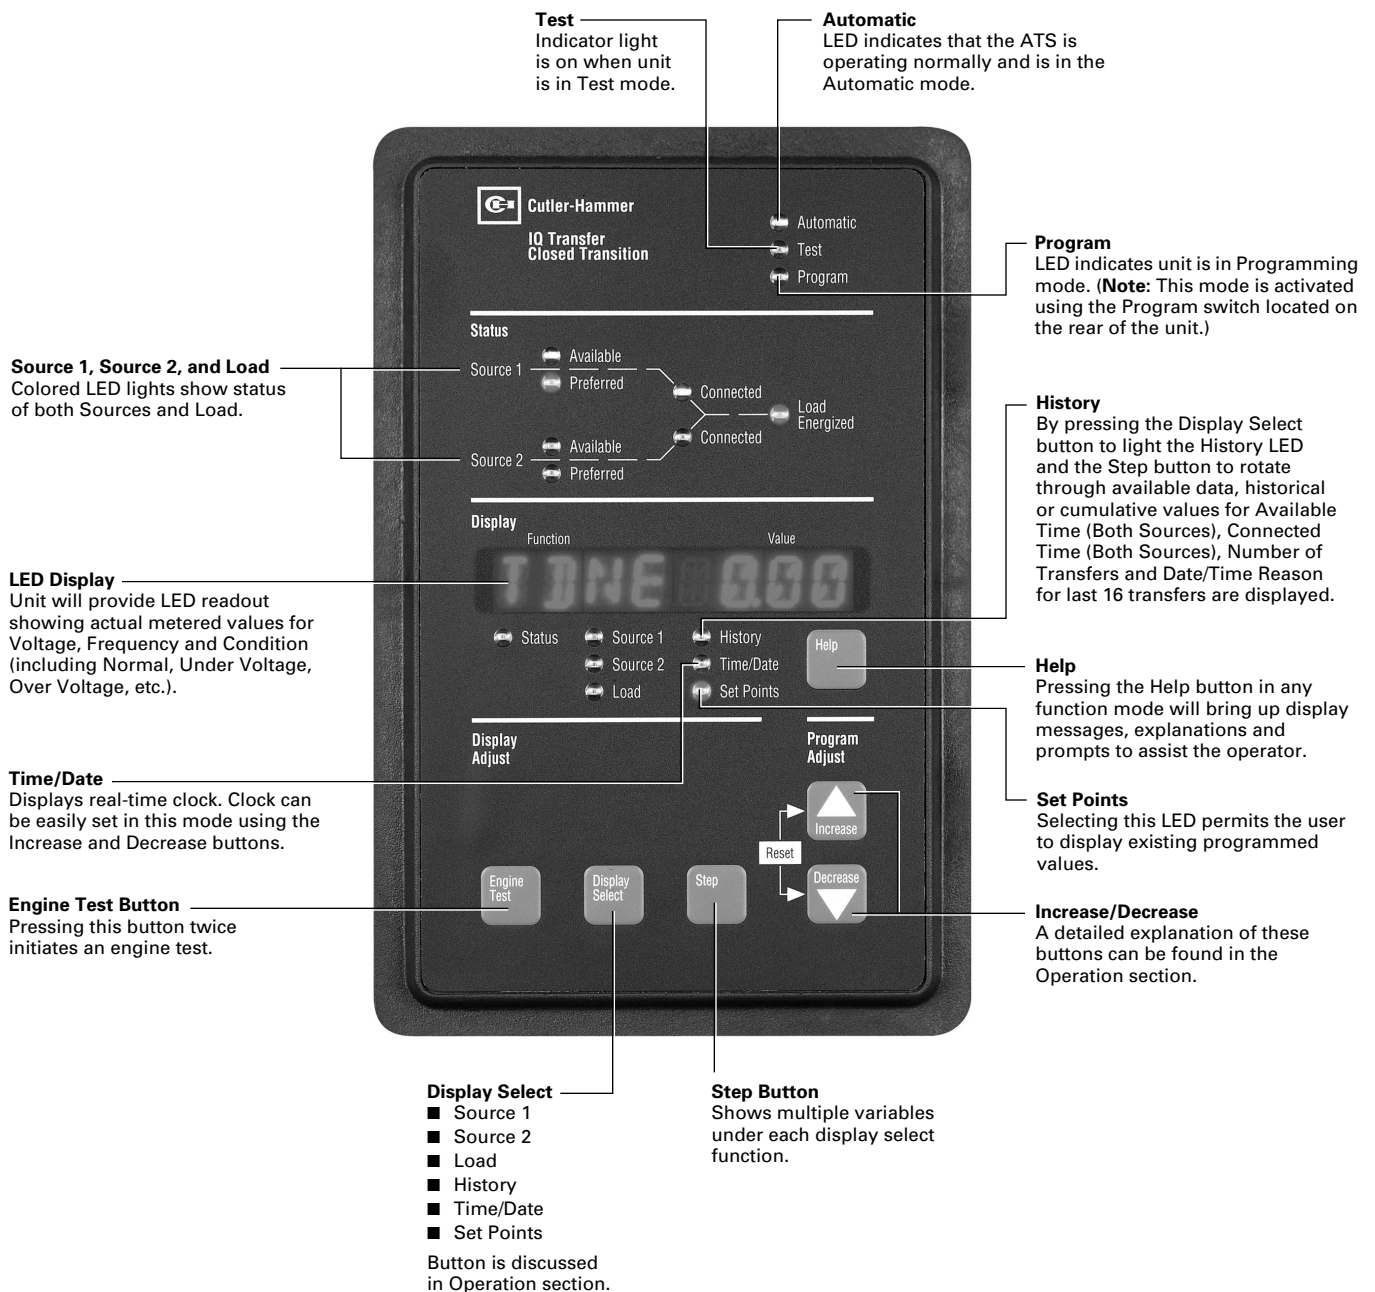 Test
Indicator light
is on when unit
is in Test mode.
Automatic
LED indicates that the ATS is
operating normally and is in the
Automatic mode.
Cutler-Hammer
IQ Transfer
Closed Transition
Automatic
Test
Program
Program
LED indicates unit is in Programming
mode. (Note: This mode is activated
using the Program switch located on
the rear of the unit.)
Status
Source 1
Available
Preferred
Connected
Load
Energized
Connected
Source 2
Available
Preferred
Source 1, Source 2, and Load
Colored LED lights show status
of both Sources and Load.
History
By pressing the Display Select
button to light the History LED
and the Step button to rotate
through available data, historical
or cumulative values for Available
Time (Both Sources), Connected
Time (Both Sources), Number of
Transfers and Date/Time Reason
for last 16 transfers are displayed.
Display
Function Value
TDNE 0.00
Status Source 1 History
Source 2 Time/Date
Load Set Points
Help
LED Display
Unit will provide LED readout
showing actual metered values for
Voltage, Frequency and Condition
(including Normal, Under Voltage,
Over Voltage, etc.).
Help
Pressing the Help button in any
function mode will bring up display
messages, explanations and
prompts to assist the operator.
Display
Adjust
Program
Adjust
Time/Date
Displays real-time clock. Clock can
be easily set in this mode using the
Increase and Decrease buttons.
Set Points
Selecting this LED permits the user
to display existing programmed
values.
Increase
Reset
Decrease
Engine
Test
Display
Select
Step
Engine Test Button
Pressing this button twice
initiates an engine test.
Increase/Decrease
A detailed explanation of these
buttons can be found in the
Operation section.
Display Select
■ Source 1
■ Source 2
■ Load
■ History
■ Time/Date
■ Set Points
Button is discussed
in Operation section.
Step Button
Shows multiple variables
under each display select
function.